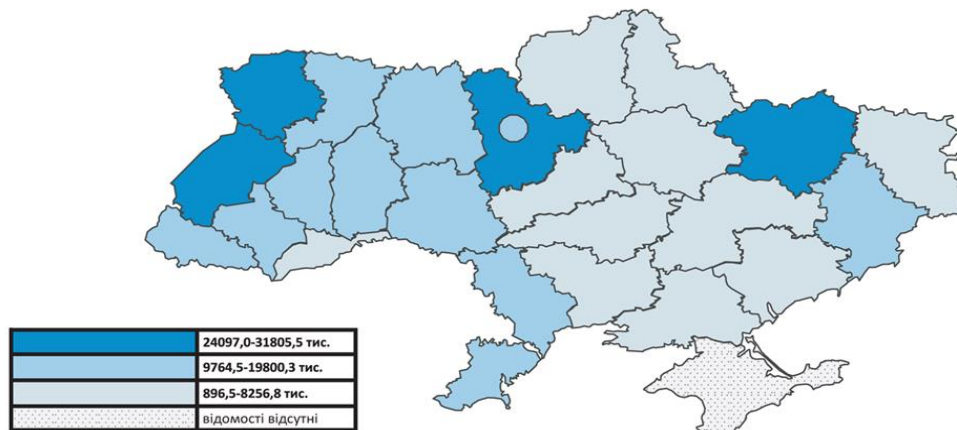 24097,0-31805,5 тис.
9764,5-19800,3 тис.
896,5-8256,8 тис.
відомості відсутні